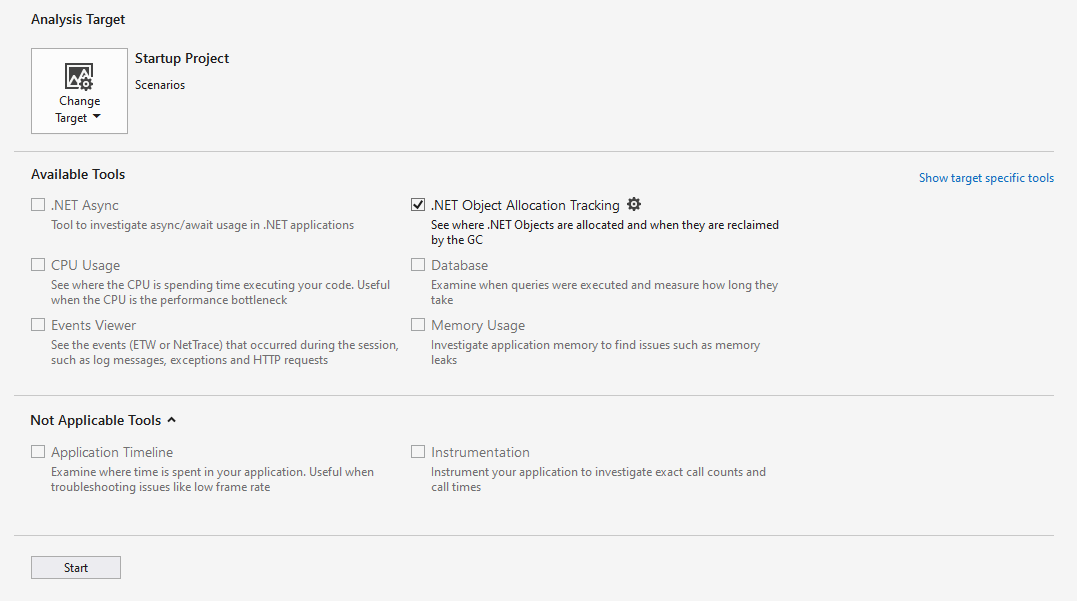 Analysis Target
Change
Target
Startup Project
Scenarios
Available Tools
Show target specific tools
.NET Async
Tool to investigate async/await usage in .NET applications
.NET Object Allocation Tracking
See where .NET Objects are allocated and when they are reclaimed
by the GC
CPU Usage
See where the CPU is spending time executing your code. Useful
when the CPU is the performance bottleneck
Database
Examine when queries were executed and measure how long they
take
Events Viewer
See the events (ETW or NetTrace) that occurred during the session,
such as log messages, exceptions and HTTP requests
Memory Usage
Investigate application memory to find issues such as memory
leaks
Not Applicable Tools
Application Timeline
Examine where time is spent in your application. Useful when
troubleshooting issues like low frame rate
Instrumentation
Instrument your application to investigate exact call counts and
call times
Start